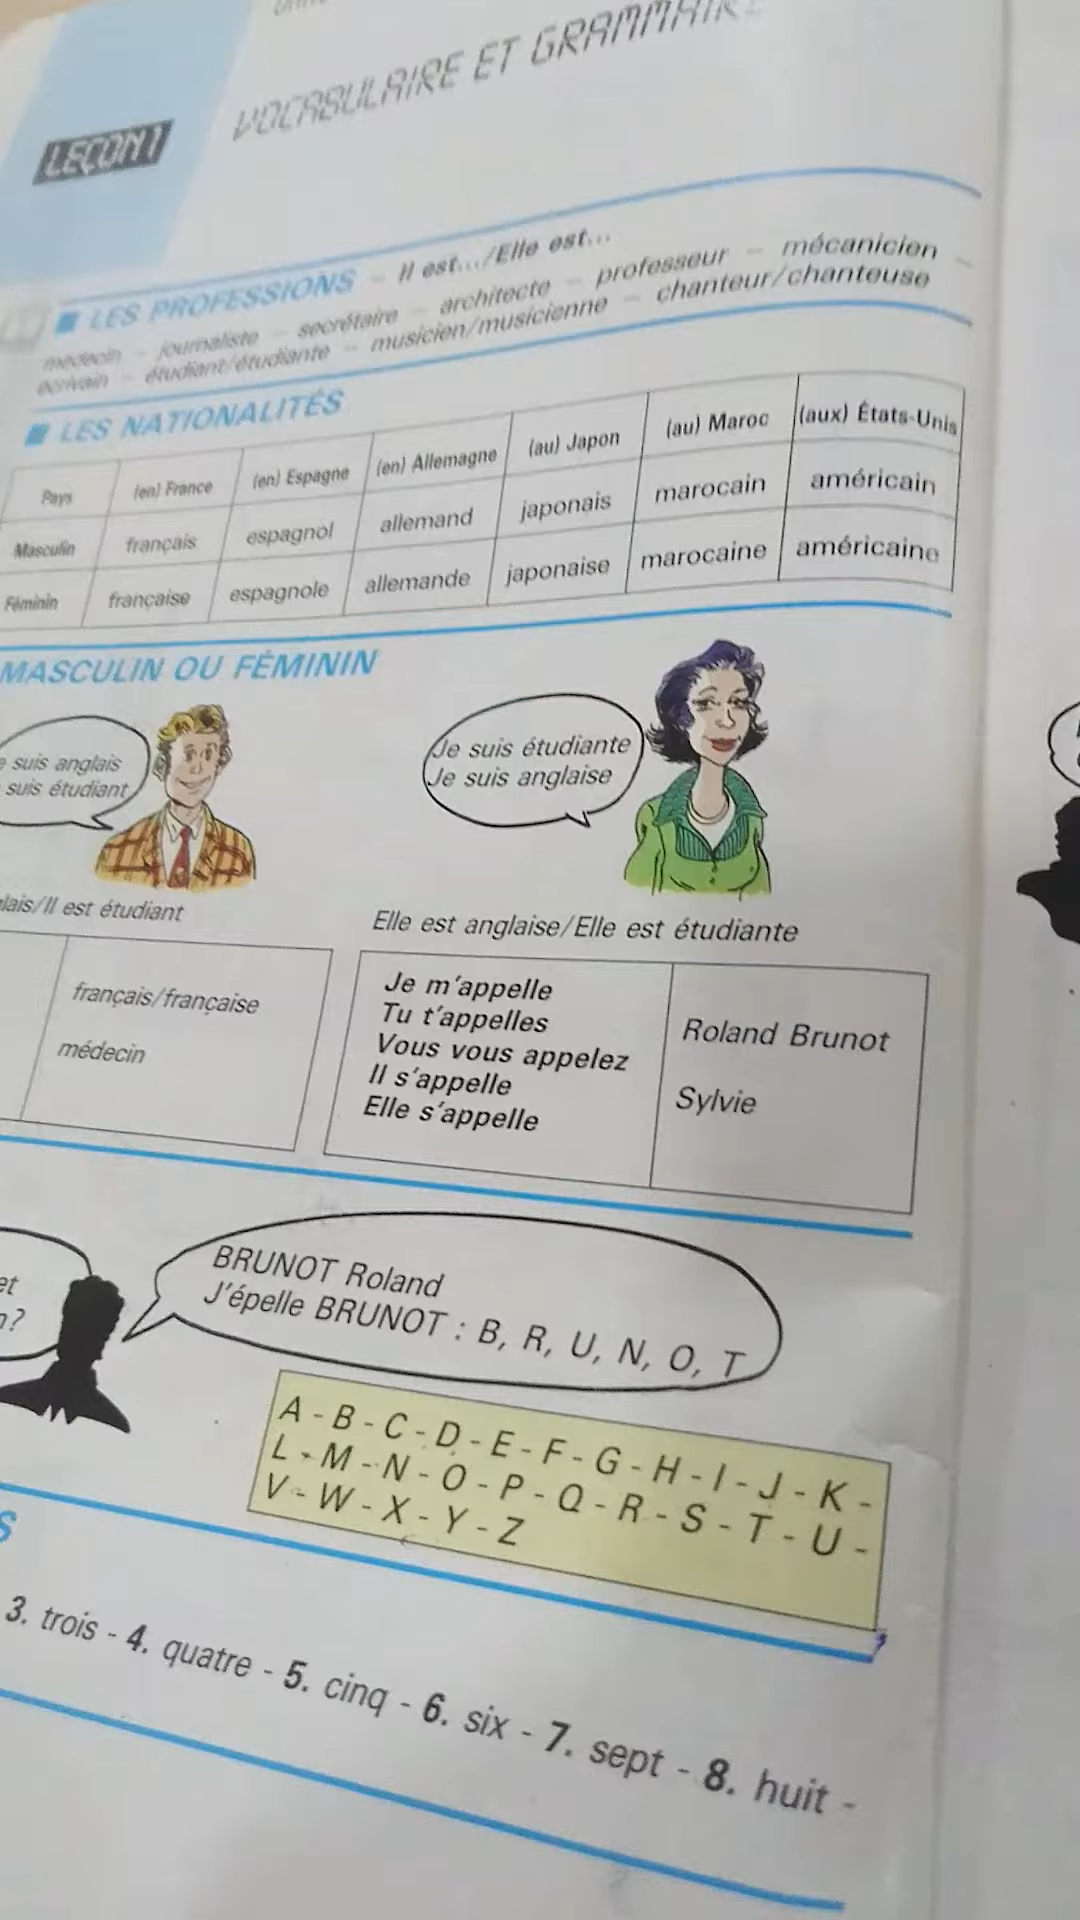 VOCABULAIRE ET GRAMMAIRE
LEÇON 1
■ LES PROFESSIONS – Il est.../Elle est...
médecin – journaliste – secrétaire – architecte – professeur – mécanicien –
écrivain – étudiant/étudiante – musicien/musicienne – chanteur/chanteuse
■ LES NATIONALITÉS
Pays (en) France (en) Espagne (en) Allemagne (au) Japon (au) Maroc (aux) États-Unis
Masculin français espagnol allemand japonais marocain américain
Féminin française espagnole allemande japonaise marocaine américaine
MASCULIN OU FÉMININ
suis anglais
suis étudiant
Je suis étudiante
Je suis anglaise
lais/Il est étudiant
Elle est anglaise/Elle est étudiante
français/française
médecin
Je m'appelle
Tu t'appelles
Vous vous appelez
Il s'appelle
Elle s'appelle
Roland Brunot
Sylvie
et
?
BRUNOT Roland
J'épelle BRUNOT : B, R, U, N, O, T
A - B - C - D - E - F - G - H - I - J - K -
L - M - N - O - P - Q - R - S - T - U -
V - W - X - Y - Z
S
3. trois - 4. quatre - 5. cinq - 6. six - 7. sept - 8. huit -